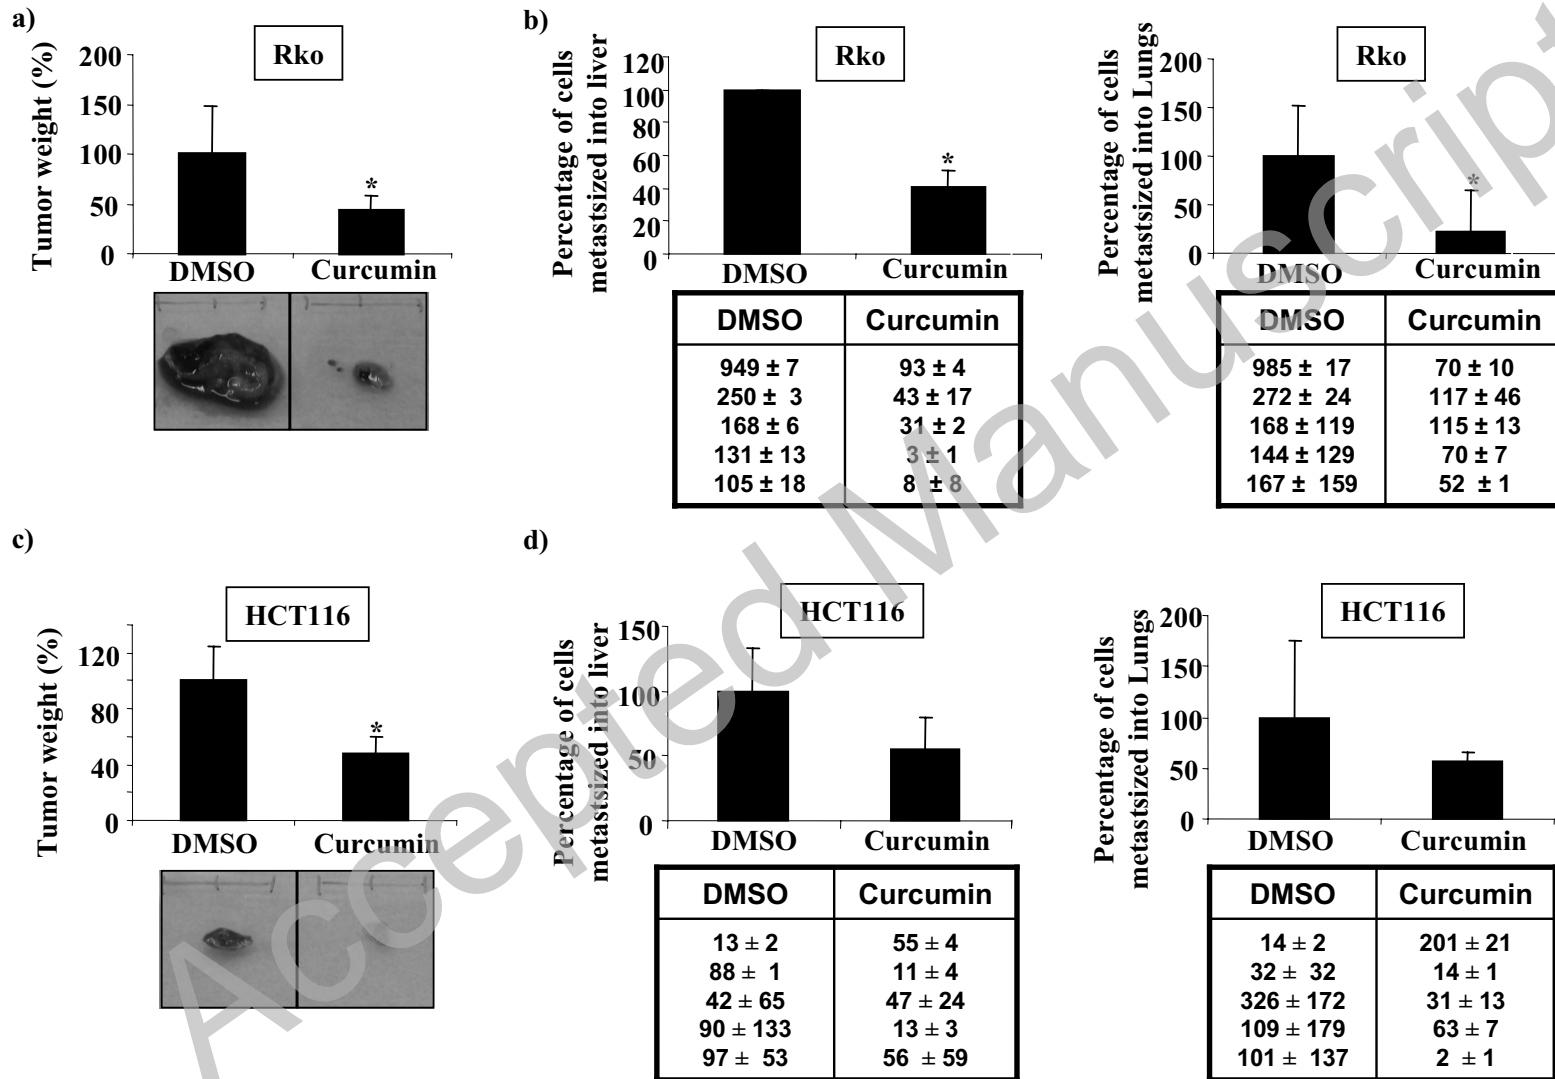 a)
Rko
Tumor weight (%)
200
150
100
50
0
*
DMSO Curcumin
b)
Rko
Percentage of cells
metastsized into liver
120
100
80
60
40
20
0
*
DMSO Curcumin
DMSO Curcumin
949 ± 7 93 ± 4
250 ± 3 43 ± 17
168 ± 6 31 ± 2
131 ± 13 3 ± 1
105 ± 18 8 ± 8
Rko
Percentage of cells
metastsized into Lungs
200
150
100
50
0
*
DMSO Curcumin
DMSO Curcumin
985 ± 17 70 ± 10
272 ± 24 117 ± 46
168 ± 119 115 ± 13
144 ± 129 70 ± 7
167 ± 159 52 ± 1
c)
HCT116
Tumor weight (%)
120
80
40
0
*
DMSO Curcumin
d)
HCT116
Percentage of cells
metastsized into liver
150
100
50
0
DMSO Curcumin
DMSO Curcumin
13 ± 2 55 ± 4
88 ± 1 11 ± 4
42 ± 65 47 ± 24
90 ± 133 13 ± 3
97 ± 53 56 ± 59
HCT116
Percentage of cells
metastsized into Lungs
200
150
100
50
0
DMSO Curcumin
DMSO Curcumin
14 ± 2 201 ± 21
32 ± 32 14 ± 1
326 ± 172 31 ± 13
109 ± 179 63 ± 7
101 ± 137 2 ± 1
Accepted Manuscript